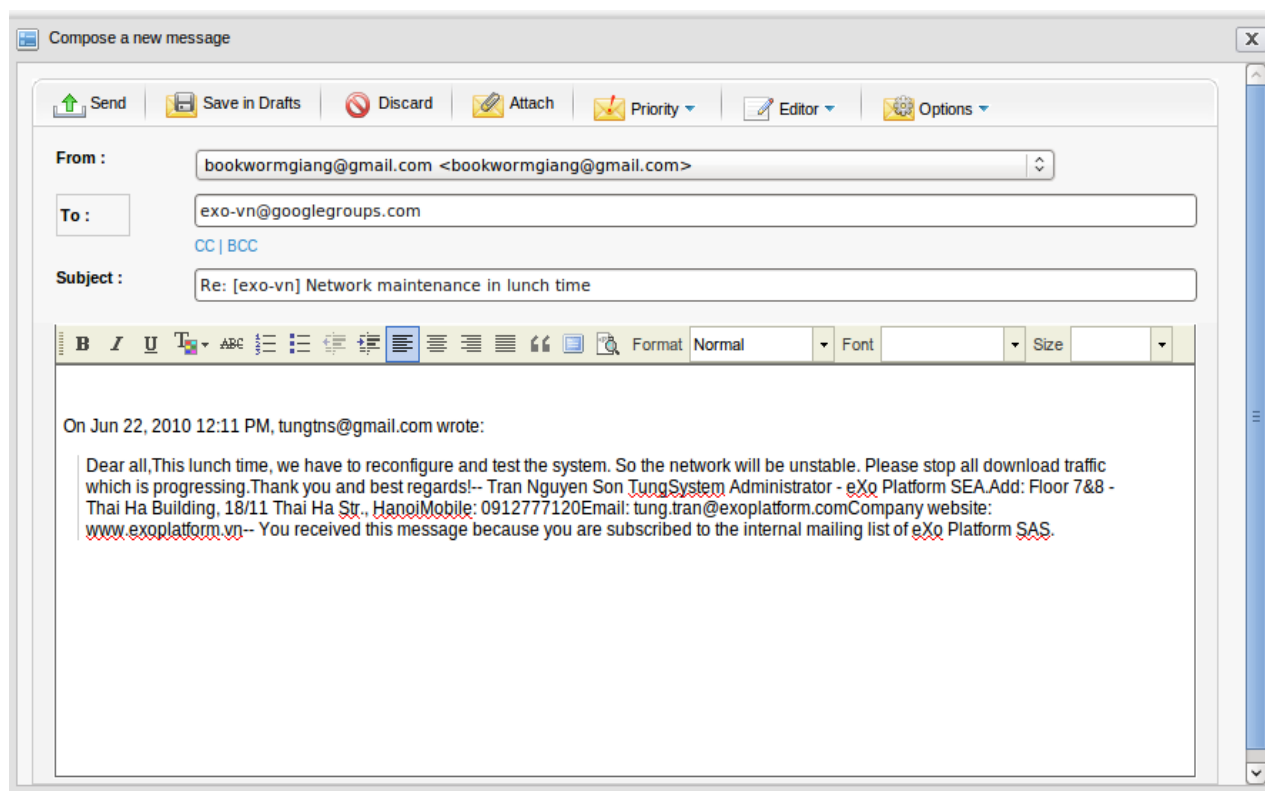 Compose a new message
X
Send Save in Drafts Discard Attach Priority Editor Options
From : bookwormgiang@gmail.com <bookwormgiang@gmail.com>
To : exo-vn@googlegroups.com
CC | BCC
Subject : Re: [exo-vn] Network maintenance in lunch time
B I U T ABC Format Normal Font Size
On Jun 22, 2010 12:11 PM, tungtns@gmail.com wrote:
Dear all,This lunch time, we have to reconfigure and test the system. So the network will be unstable. Please stop all download traffic
which is progressing.Thank you and best regards!-- Tran Nguyen Son TungSystem Administrator - eXo Platform SEA.Add: Floor 7&8 -
Thai Ha Building, 18/11 Thai Ha Str., HanoiMobile: 0912777120Email: tung.tran@exoplatform.comCompany website:
www.exoplatform.vn-- You received this message because you are subscribed to the internal mailing list of eXo Platform SAS.